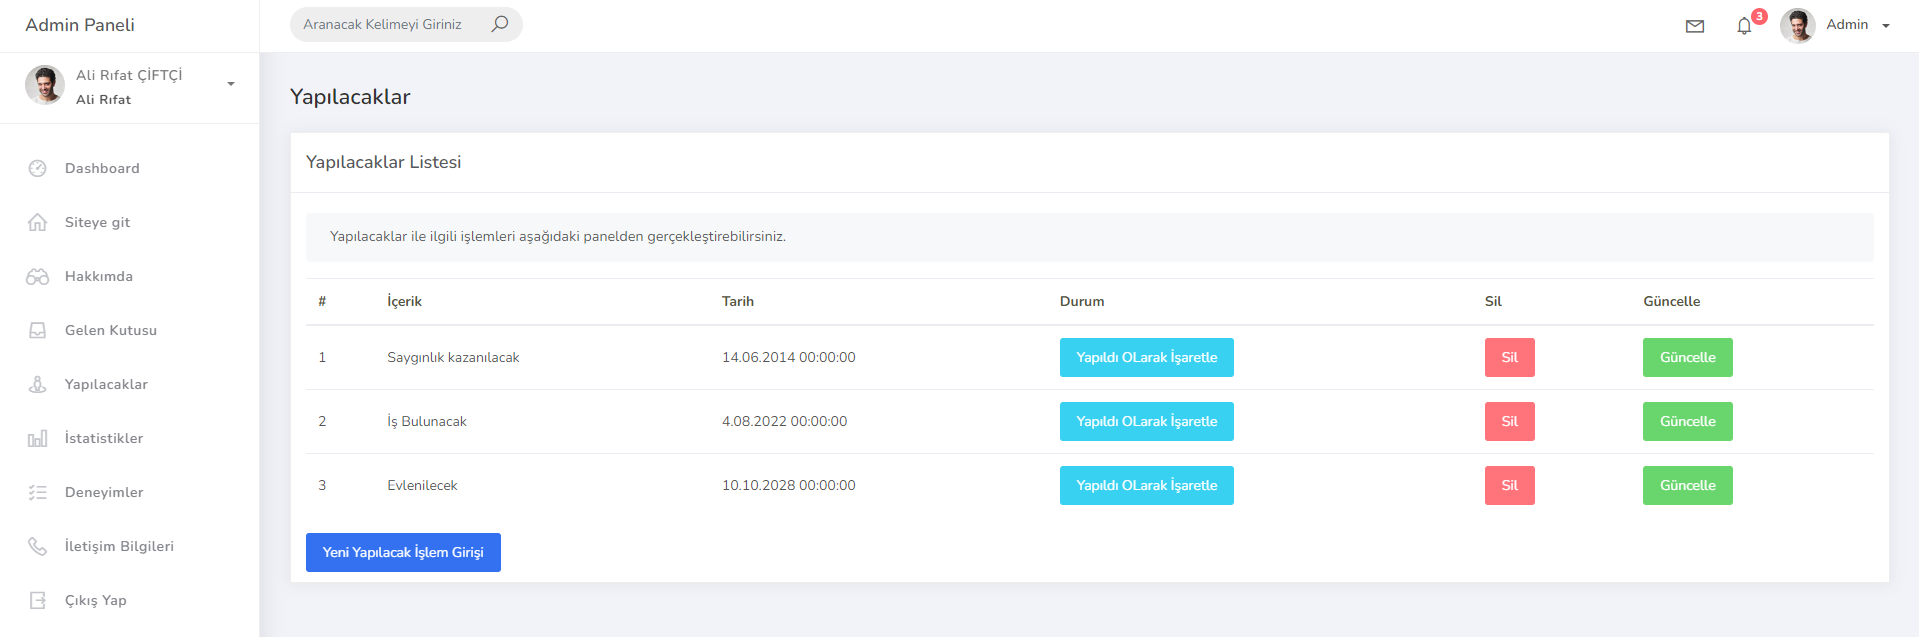 Admin Paneli
Aranacak Kelimeyi Giriniz
3
Admin
Ali Rıfat ÇİFTÇİ
Ali Rıfat
Dashboard
Siteye git
Hakkımda
Gelen Kutusu
Yapılacaklar
İstatistikler
Deneyimler
İletişim Bilgileri
Çıkış Yap
Yapılacaklar
Yapılacaklar Listesi
Yapılacaklar ile ilgili işlemleri aşağıdaki panelden gerçekleştirebilirsiniz.
# İçerik Tarih Durum Sil Güncelle
1 Saygınlık kazanılacak 14.06.2014 00:00:00 Yapıldı OLarak İşaretle Sil Güncelle
2 İş Bulunacak 4.08.2022 00:00:00 Yapıldı OLarak İşaretle Sil Güncelle
3 Evlenilecek 10.10.2028 00:00:00 Yapıldı OLarak İşaretle Sil Güncelle
Yeni Yapılacak İşlem Girişi